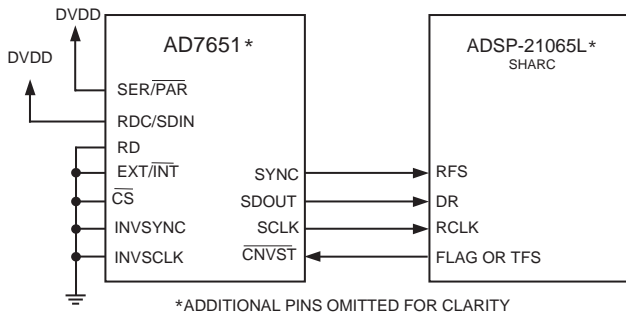 DVDD
DVDD
AD7651*
SER/PAR
RDC/SDIN
RD
EXT/INT
CS
INVSYNC
INVSCLK
SYNC
SDOUT
SCLK
CNVST
ADSP-21065L*
SHARC
RFS
DR
RCLK
FLAG OR TFS
*ADDITIONAL PINS OMITTED FOR CLARITY